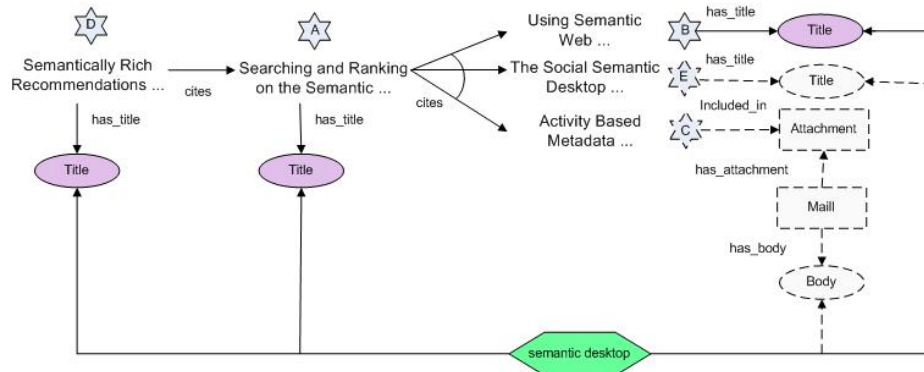 D
A
Using Semantic
Web ...
B
has_title
Title
Semantically Rich
Recommendations ...
cites
Searching and Ranking
on the Semantic ...
cites
The Social Semantic
Desktop ...
E
has_title
Title
Activity Based
Metadata ...
C
Included_in
Attachment
has_title
has_title
Title
Title
has_attachment
Maill
has_body
Body
semantic desktop